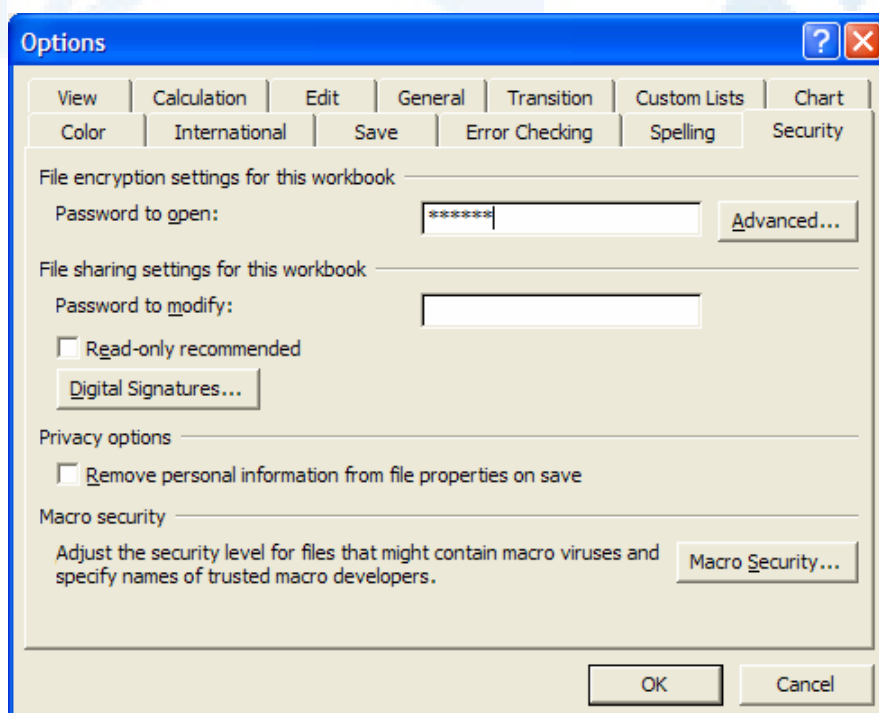 Options
View Calculation Edit General Transition Custom Lists Chart
Color International Save Error Checking Spelling Security
File encryption settings for this workbook
Password to open: ****** Advanced...
File sharing settings for this workbook
Password to modify:
Read-only recommended
Digital Signatures...
Privacy options
Remove personal information from file properties on save
Macro security
Adjust the security level for files that might contain macro viruses and
specify names of trusted macro developers.
Macro Security...
OK Cancel